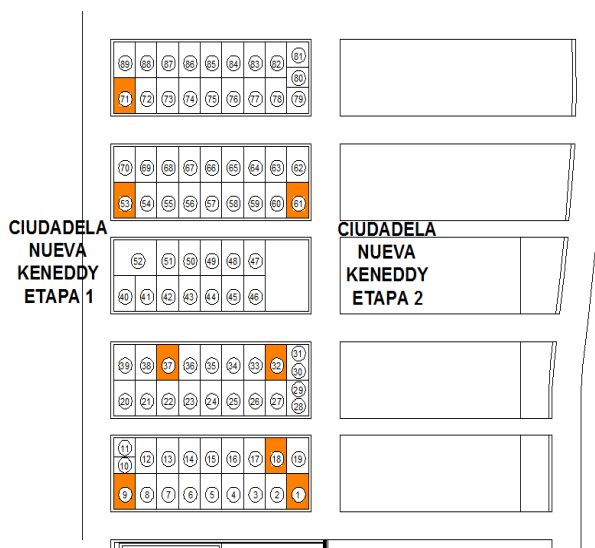 89 88 87 86 85 84 83 82 81
80
71 72 73 74 75 76 77 78 79
70 69 68 67 66 65 64 63 62
53 54 55 56 57 58 59 60 61
CIUDADELA
NUEVA
KENEDDY
ETAPA 1
CIUDADELA
NUEVA
KENEDDY
ETAPA 2
52 51 50 49 48 47
40 41 42 43 44 45 46
39 38 37 36 35 34 33 32 31
30
20 21 22 23 24 25 26 27 29
28
11
10 12 13 14 15 16 17 18 19
9 8 7 6 5 4 3 2 1